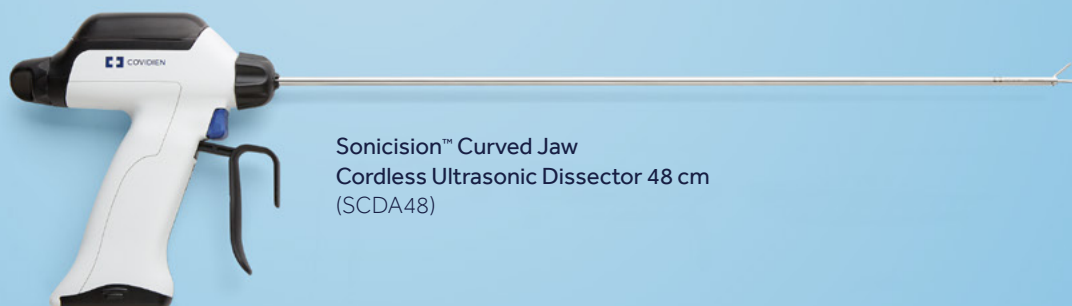 COVIDIEN
Sonicision™ Curved Jaw
Cordless Ultrasonic Dissector 48 cm
(SCDA48)